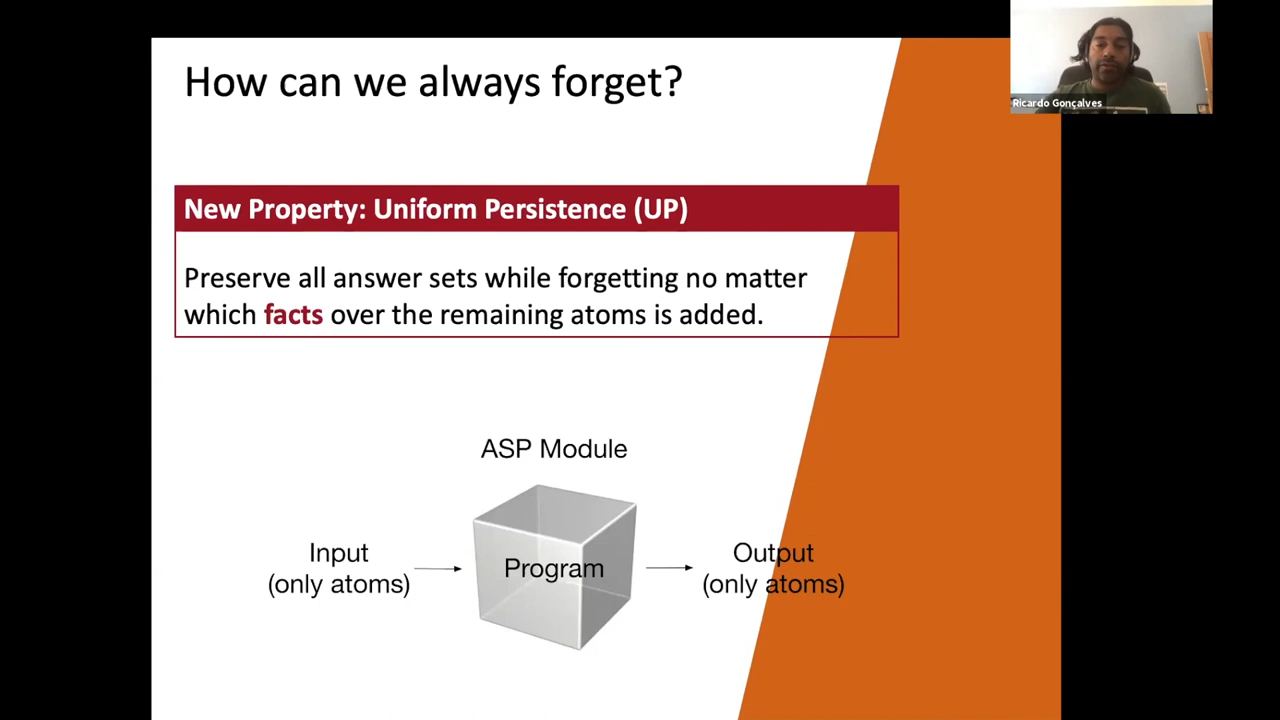 How can we always forget?
Ricardo Gonçalves
New Property: Uniform Persistence (UP)
Preserve all answer sets while forgetting no matter
which facts over the remaining atoms is added.
ASP Module
Input
(only atoms)
Program
Output
(only atoms)